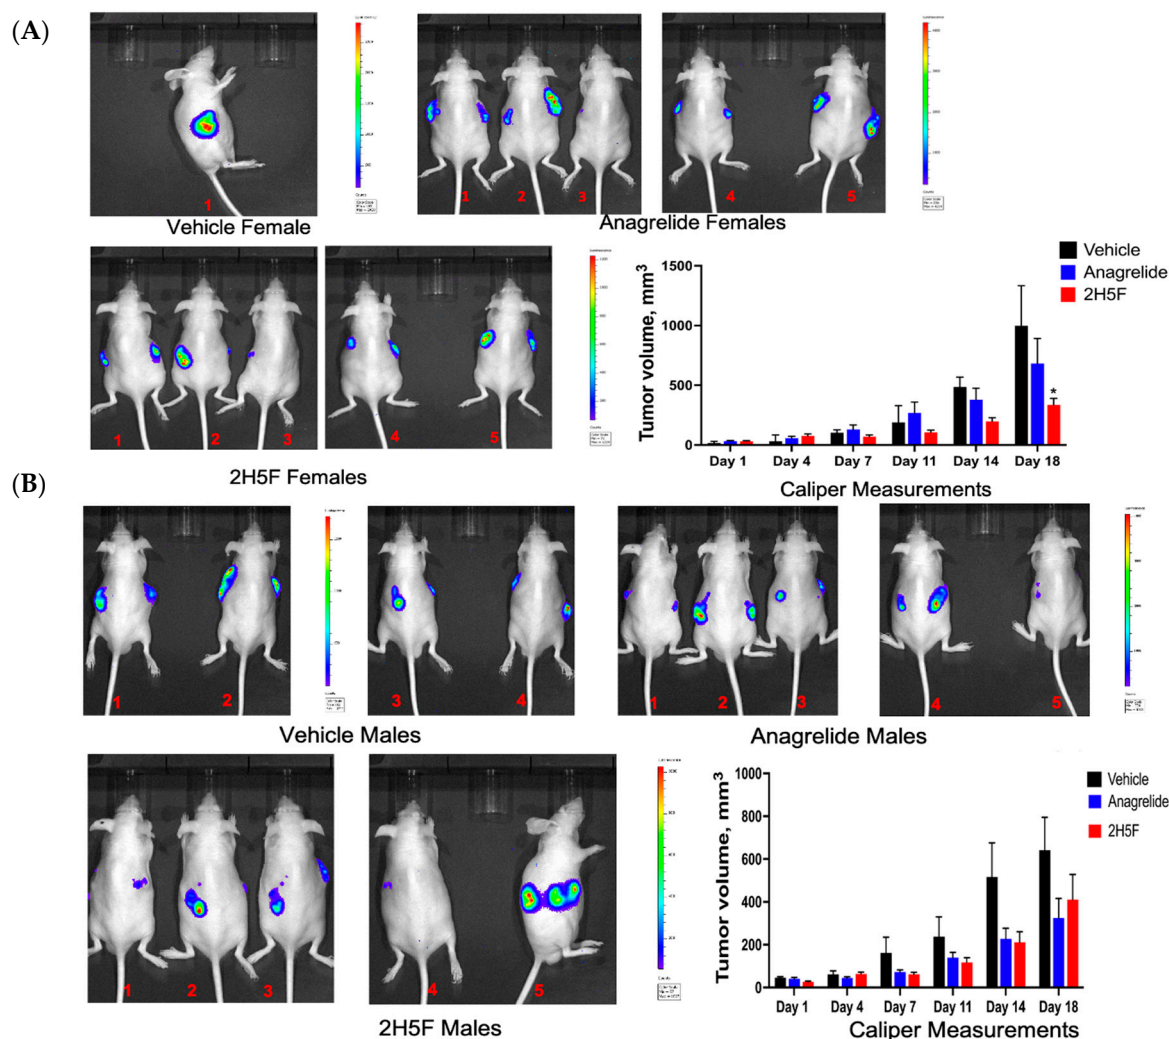 (A)
1
Vehicle Female
1 2 3
4 5
Anagrelide Females
1 2 3
4 5
2H5F Females
Tumor volume, mm3
1500
1000
500
0
Day 1 Day 4 Day 7 Day 11 Day 14 Day 18
Caliper Measurements
Vehicle
Anagrelide
2H5F
*
(B)
1 2
3 4
Vehicle Males
1 2 3
4 5
Anagrelide Males
1 2 3
4 5
2H5F Males
Tumor volume, mm3
1000
800
600
400
200
0
Day 1 Day 4 Day 7 Day 11 Day 14 Day 18
Caliper Measurements
Vehicle
Anagrelide
2H5F